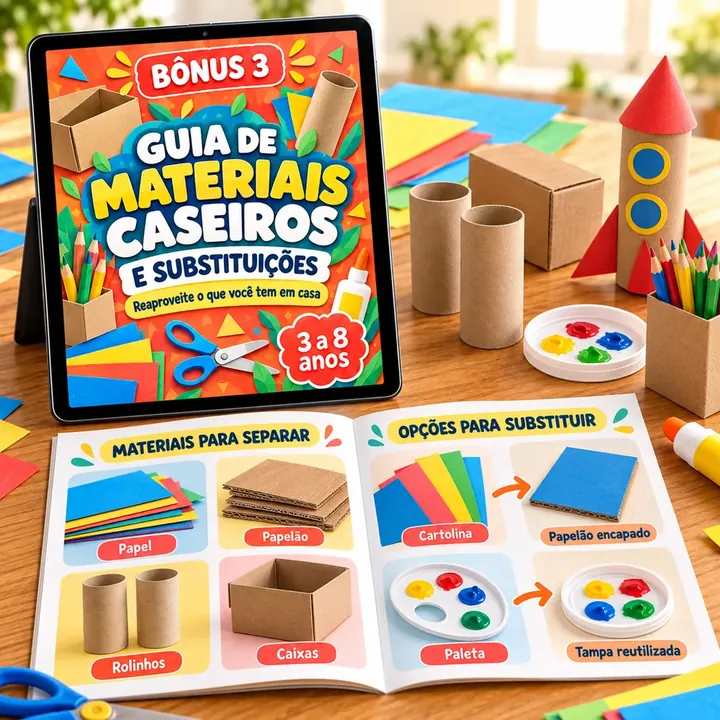 BÔNUS 3
GUIA DE
MATERIAIS
CASEIROS
E SUBSTITUIÇÕES
Reaproveite o que você tem em casa
3 a 8
anos
MATERIAIS PARA SEPARAR
Papel
Papelão
Rolinhos
Caixas
OPÇÕES PARA SUBSTITUIR
Cartolina
Papelão encapado
Paleta
Tampa reutilizada